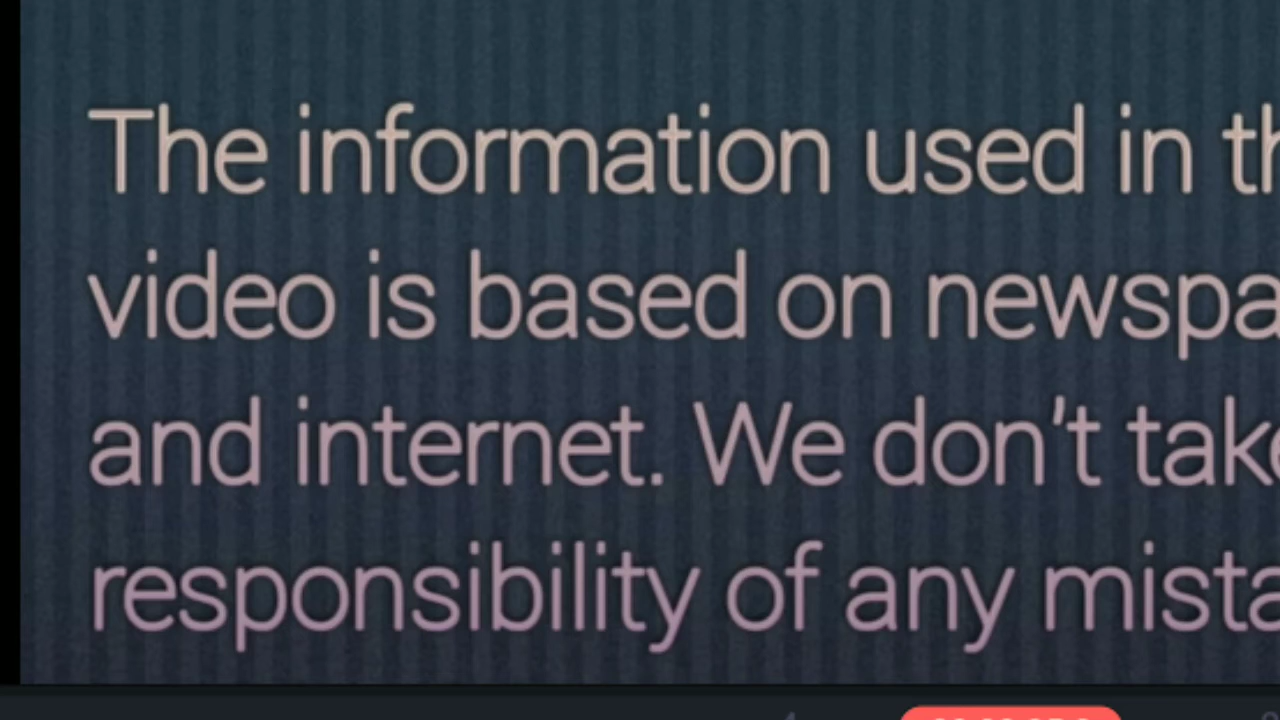 The information used in th
video is based on newspa
and internet. We don't take
responsibility of any mista